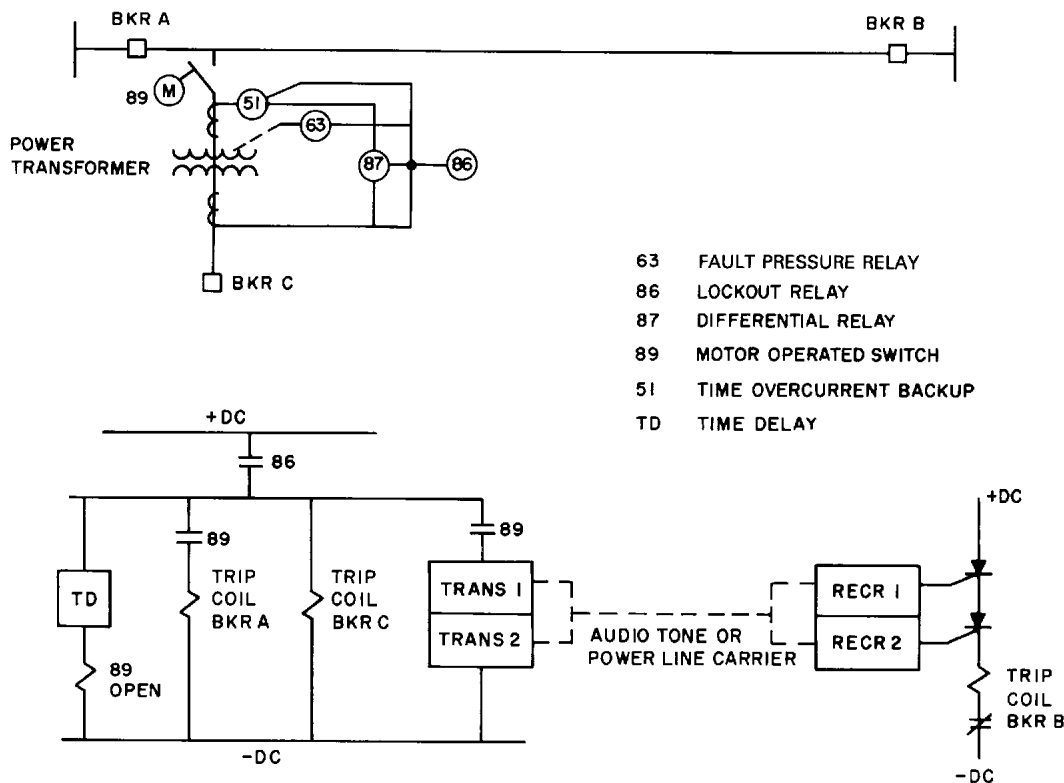 BKR A
BKR B
89
M
51
63
POWER
TRANSFORMER
87
86
BKR C
63 FAULT PRESSURE RELAY
86 LOCKOUT RELAY
87 DIFFERENTIAL RELAY
89 MOTOR OPERATED SWITCH
51 TIME OVERCURRENT BACKUP
TD TIME DELAY
+DC
86
89
89
TD
TRIP
COIL
BKR A
TRIP
COIL
BKR C
TRANS 1
TRANS 2
89
OPEN
-DC
AUDIO TONE OR
POWER LINE CARRIER
RECR 1
RECR 2
+DC
TRIP
COIL
BKR B
-DC